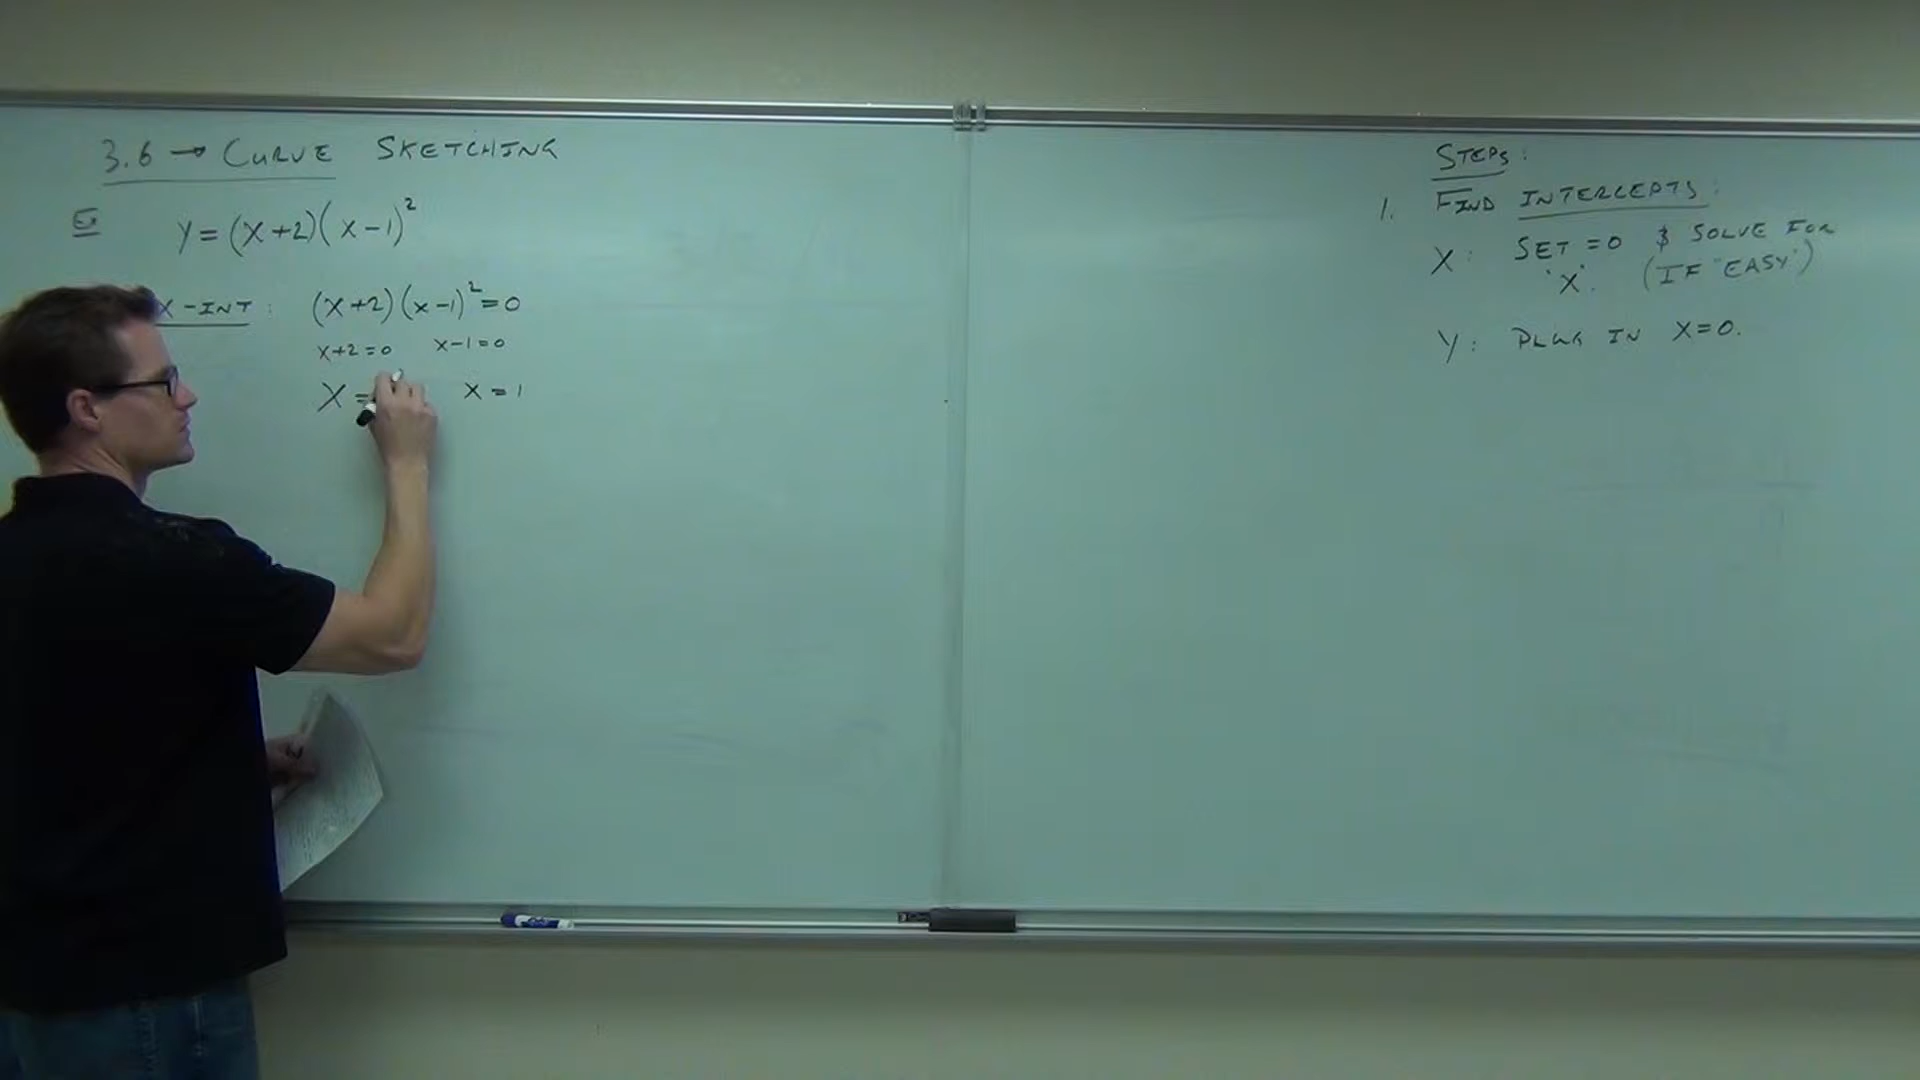 3.6 → CURVE SKETCHING
Ex Y=(X+2)(X-1)²
X-INT: (X+2)(X-1)²=0
X+2=0 X-1=0
X = X = 1
STEPS:
1. FIND INTERCEPTS:
X: SET =0 & SOLVE FOR
"X". (IF "EASY")
Y: PLUG IN X=0.